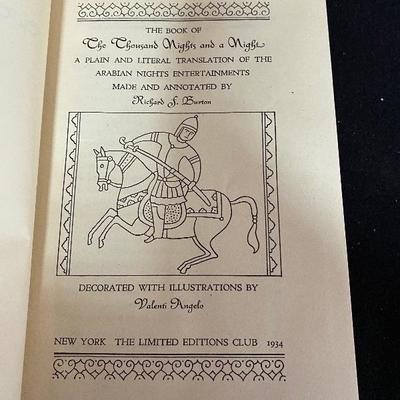 THE BOOK OF
The Thousand Nights and a Night
A PLAIN AND LITERAL TRANSLATION OF THE
ARABIAN NIGHTS ENTERTAINMENTS
MADE AND ANNOTATED BY
Richard F. Burton
DECORATED WITH ILLUSTRATIONS BY
Valenti Angelo
NEW YORK THE LIMITED EDITIONS CLUB 1934